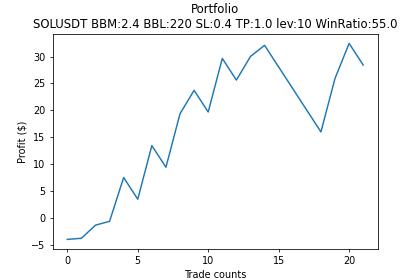 Portfolio
SOLUSDT BBM:2.4 BBL:220 SL:0.4 TP:1.0 lev:10 WinRatio:55.0
Profit ($)
30
25
20
15
10
5
0
−5
0 5 10 15 20
Trade counts